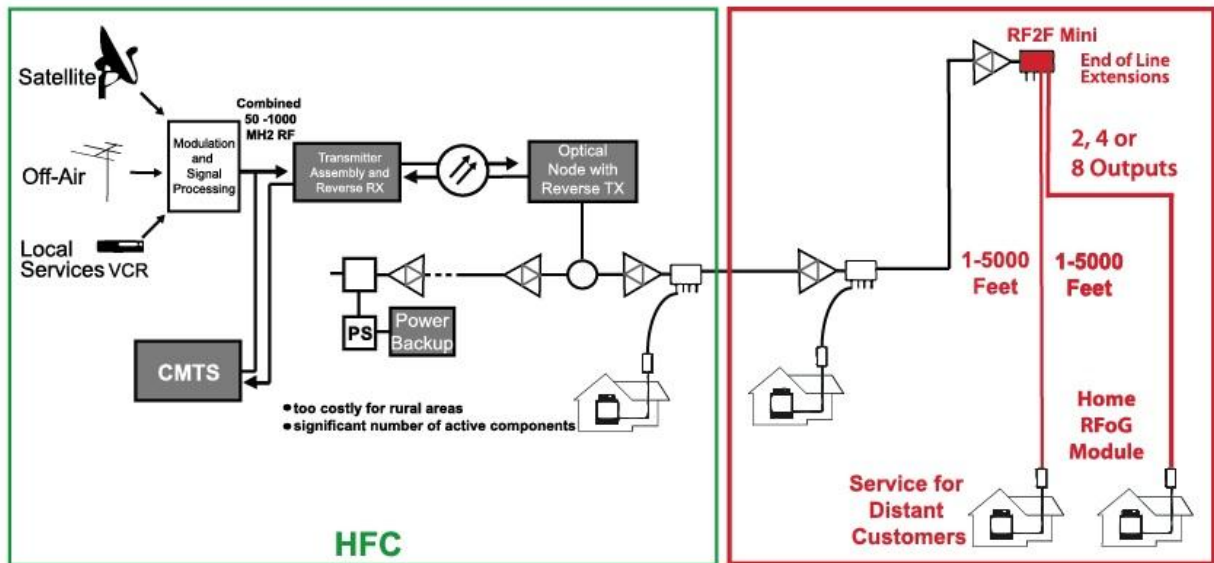 Satellite
Off-Air
Local
Services VCR
Modulation
and
Signal
Processing
Combined
50 -1000
MH2 RF
Transmitter
Assembly and
Reverse RX
Optical
Node with
Reverse TX
PS
Power
Backup
CMTS
• too costly for rural areas
• significant number of active components
HFC
RF2F Mini
End of Line
Extensions
2, 4 or
8 Outputs
1-5000
Feet
1-5000
Feet
Home
RFoG
Module
Service for
Distant
Customers